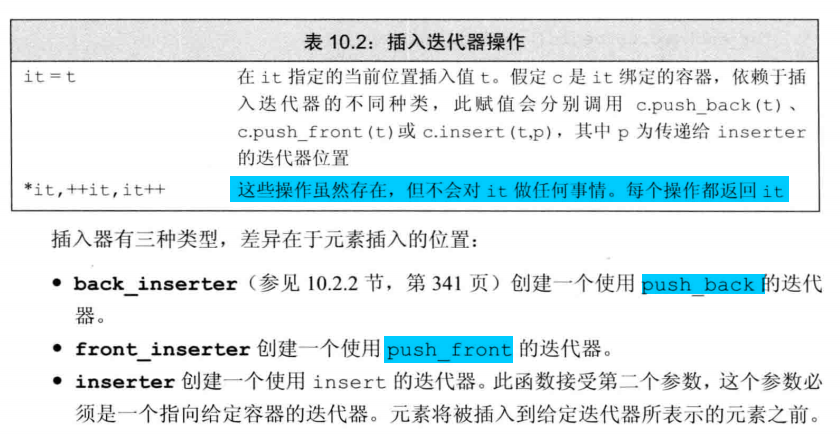 表 10.2：插入迭代器操作
it = t 在 it 指定的当前位置插入值 t。假定 c 是 it 绑定的容器，依赖于插
入迭代器的不同种类，此赋值会分别调用 c.push_back(t)、
c.push_front(t)或 c.insert(t,p)，其中 p 为传递给 inserter
的迭代器位置
*it,++it,it++ 这些操作虽然存在，但不会对 it 做任何事情。每个操作都返回 it
插入器有三种类型，差异在于元素插入的位置：
• back_inserter（参见 10.2.2 节，第 341 页）创建一个使用 push_back 的迭代
器。
• front_inserter 创建一个使用 push_front 的迭代器。
• inserter 创建一个使用 insert 的迭代器。此函数接受第二个参数，这个参数必
须是一个指向给定容器的迭代器。元素将被插入到给定迭代器所表示的元素之前。